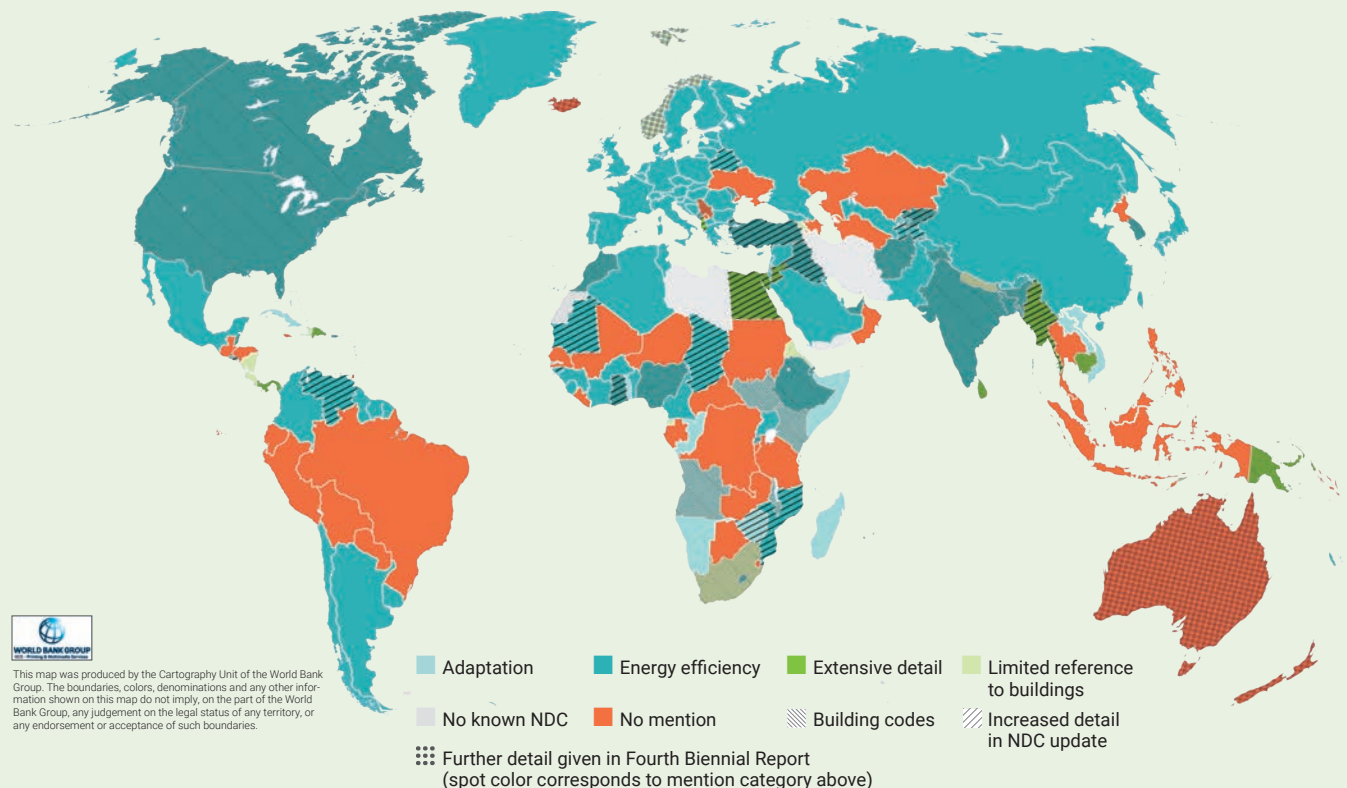 WORLD BANK GROUP
This map was produced by the Cartography Unit of the World Bank
Group. The boundaries, colors, denominations and any other infor-
mation shown on this map do not imply, on the part of the World
Bank Group, any judgement on the legal status of any territory, or
any endorsement or acceptance of such boundaries.
Adaptation
Energy efficiency
Extensive detail
Limited reference
to buildings
No known NDC
No mention
Building codes
Increased detail
in NDC update
Further detail given in Fourth Biennial Report
(spot color corresponds to mention category above)